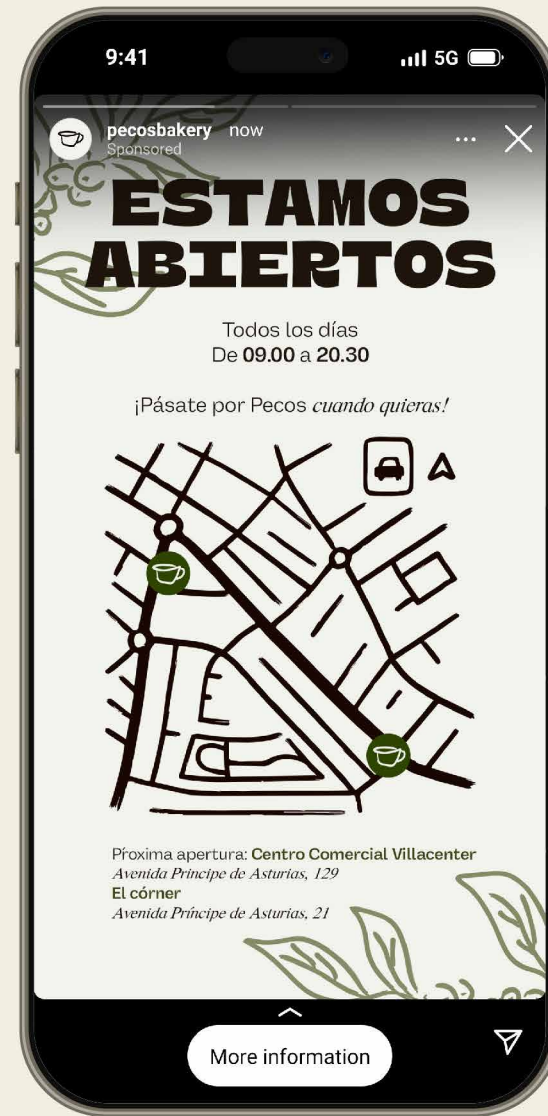 9:41
5G
pecosbakery now
Sponsored
ESTAMOS
ABIERTOS
Todos los días
De 09.00 a 20.30
¡Pásate por Pecos cuando quieras!
Próxima apertura: Centro Comercial Villacenter
Avenida Príncipe de Asturias, 129
El córner
Avenida Príncipe de Asturias, 21
More information